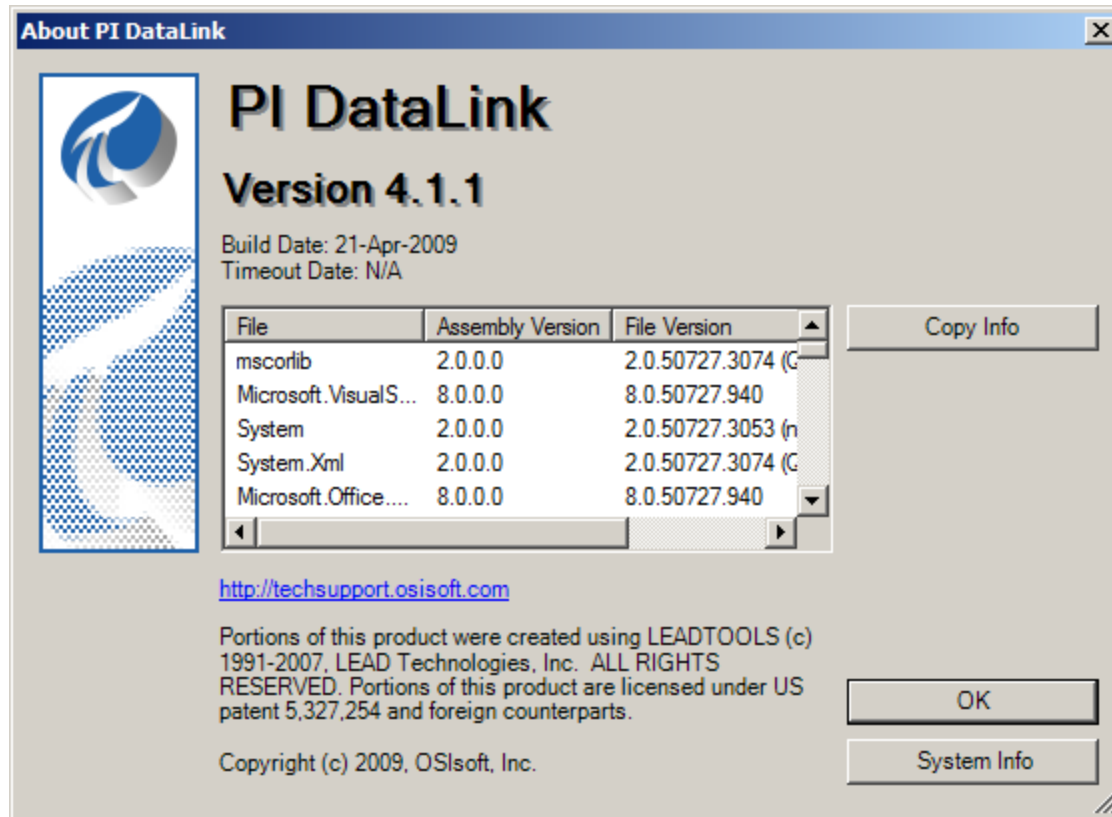 About PI DataLink
PI DataLink
Version 4.1.1
Build Date: 21-Apr-2009
Timeout Date: N/A
File Assembly Version File Version
mscorlib 2.0.0.0 2.0.50727.3074 (
Microsoft.VisualS... 8.0.0.0 8.0.50727.940
System 2.0.0.0 2.0.50727.3053 (n
System.Xml 2.0.0.0 2.0.50727.3074 (
Microsoft.Office.... 8.0.0.0 8.0.50727.940
Copy Info
http://techsupport.osisoft.com
Portions of this product were created using LEADTOOLS (c)
1991-2007, LEAD Technologies, Inc.  ALL RIGHTS
RESERVED. Portions of this product are licensed under US
patent 5,327,254 and foreign counterparts.
OK
Copyright (c) 2009, OSIsoft, Inc.
System Info